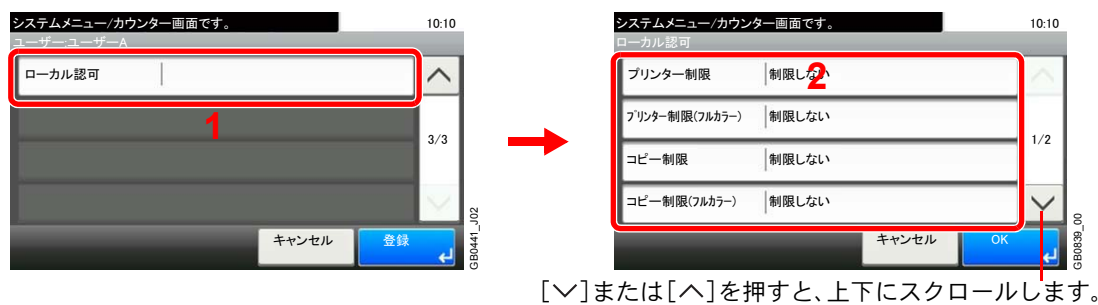 システムメニュー/カウンター画面です。 10:10
ユーザー:ユーザーA
ローカル認可
1
3/3
キャンセル 登録
GB0441_J02
システムメニュー/カウンター画面です。 10:10
ローカル認可
プリンター制限 制限しない
2
プリンター制限(フルカラー) 制限しない
1/2
コピー制限 制限しない
コピー制限(フルカラー) 制限しない
キャンセル OK
GB0839_00
[∨]または[∧]を押すと、上下にスクロールします。